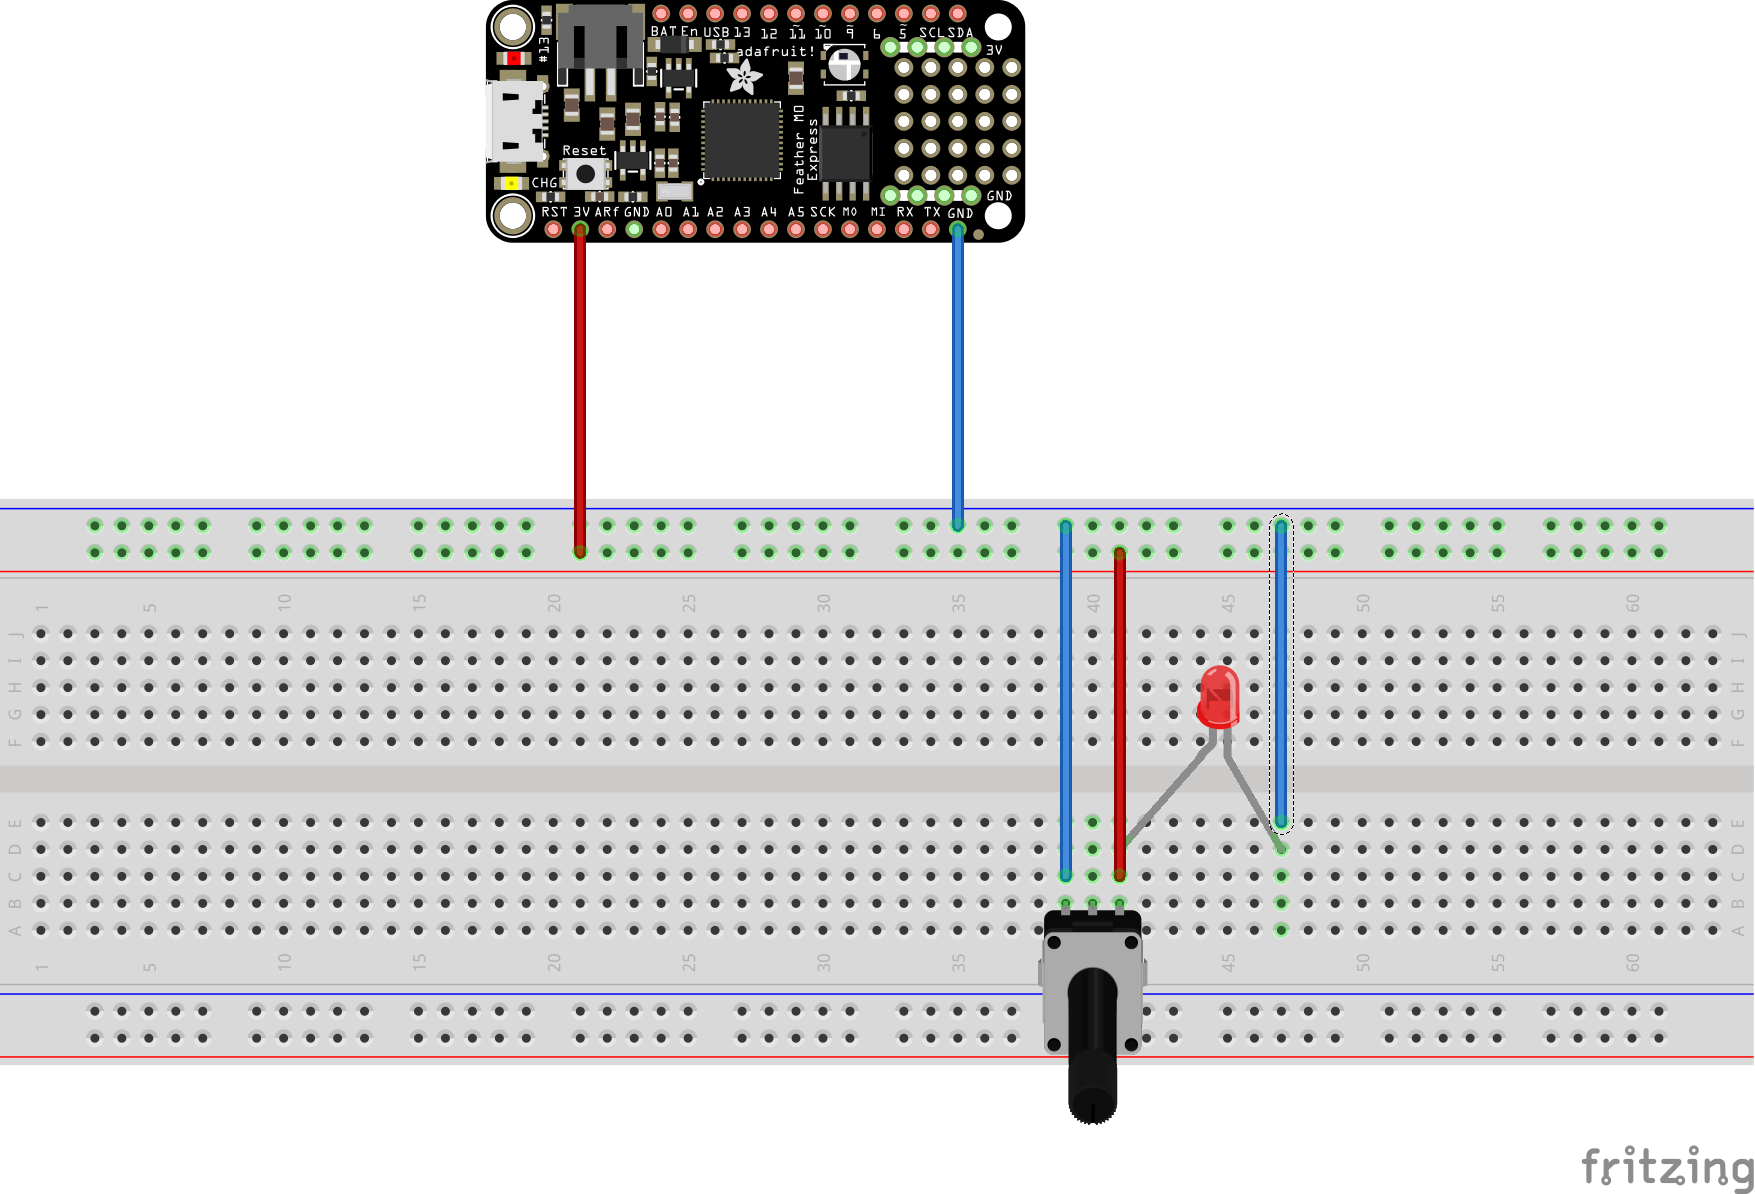 BAT En USB 13 12 11 10 9 6 5 SCL SDA
#13
adafruit!
3V
Feather M0
Express
Reset
CHG
GND
RST 3V ARf GND A0 A1 A2 A3 A4 A5 SCK M0 MI RX TX GND
1 5 10 15 20 25 30 35 40 45 50 55 60
J J
I I
H H
G G
F F
E E
D D
C C
B B
A A
1 5 10 15 20 25 30 35 45 50 55 60
fritzing